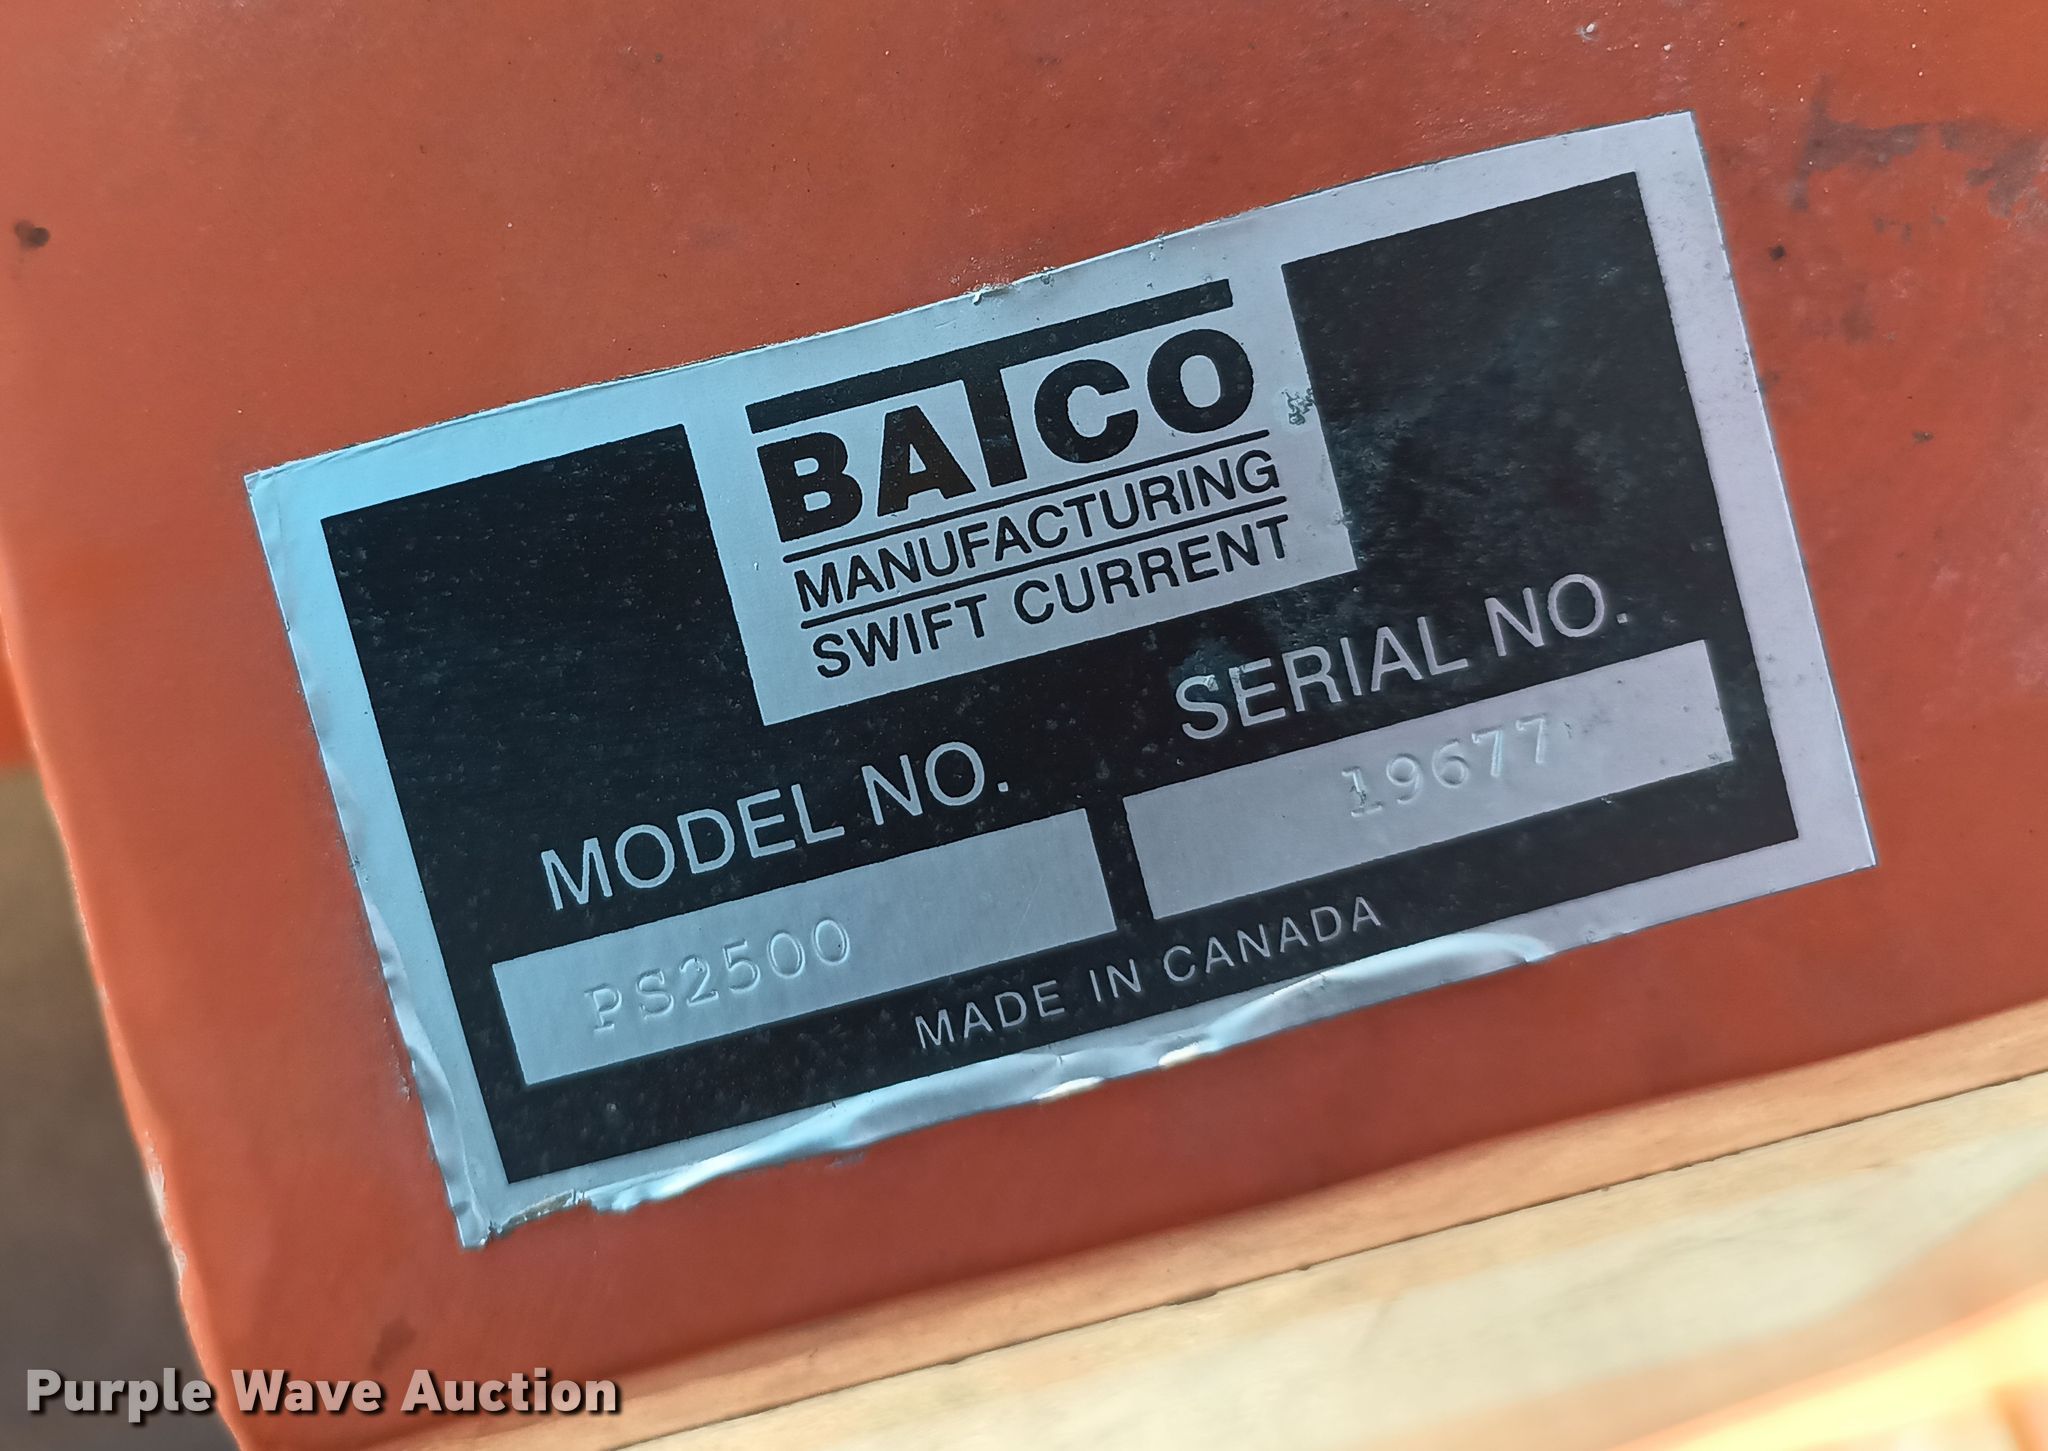 BATCO
MANUFACTURING
SWIFT CURRENT
MODEL NO.
SERIAL NO.
PS2500
19677
MADE IN CANADA
Purple Wave Auction